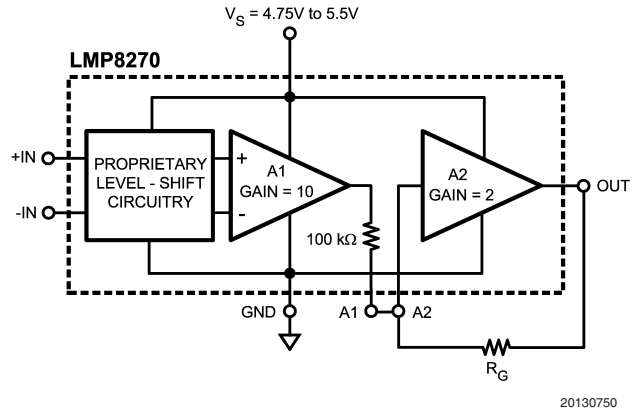 V_S = 4.75V to 5.5V
LMP8270
+IN
-IN
PROPRIETARY
LEVEL - SHIFT
CIRCUITRY
+
-
A1
GAIN = 10
A2
GAIN = 2
OUT
100 kΩ
GND
A1
A2
R_G
20130750